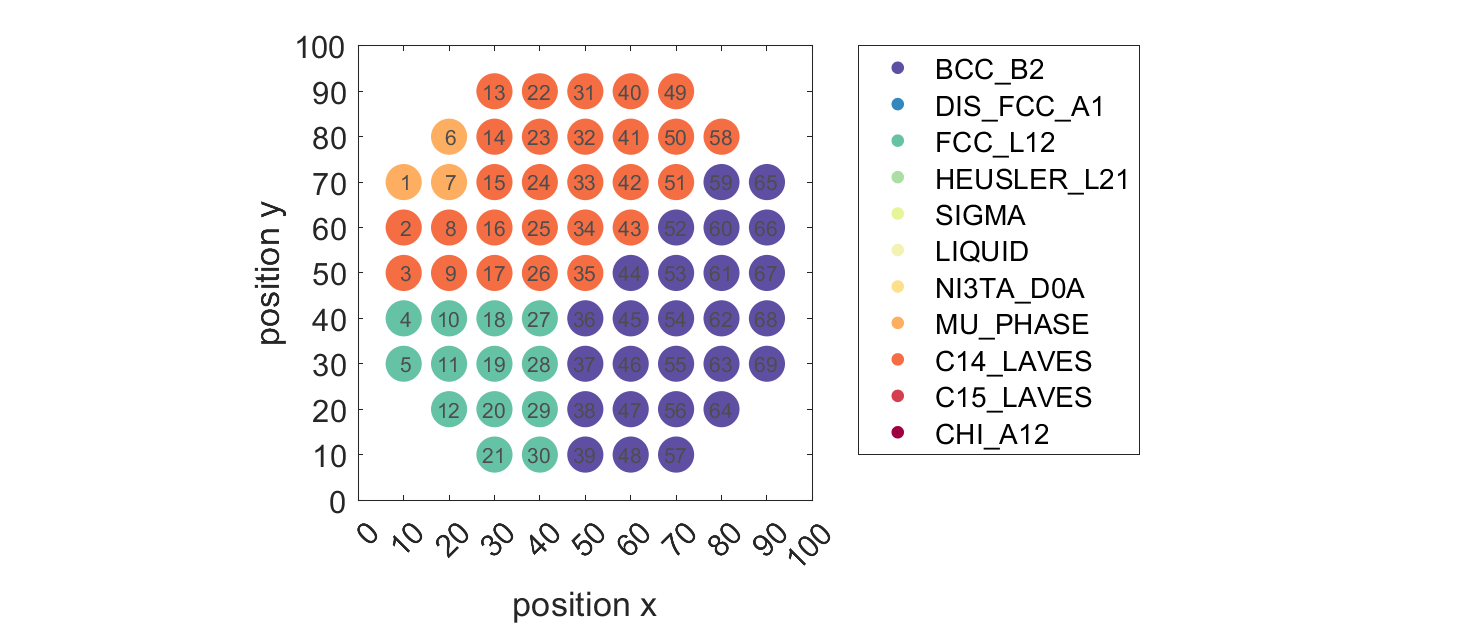 100
90
80
70
60
50
40
30
20
10
0
13 22 31 40 49
6 14 23 32 41 50 58
1 7 15 24 33 42 51 59 65
2 8 16 25 34 43 52 60 66
3 9 17 26 35 44 53 61 67
4 10 18 27 36 45 54 62 68
5 11 19 28 37 46 55 63 69
12 20 29 38 47 56 64
21 30 39 48 57
0 10 20 30 40 50 60 70 80 90 100
position x
position y
BCC_B2
DIS_FCC_A1
FCC_L12
HEUSLER_L21
SIGMA
LIQUID
NI3TA_D0A
MU_PHASE
C14_LAVES
C15_LAVES
CHI_A12